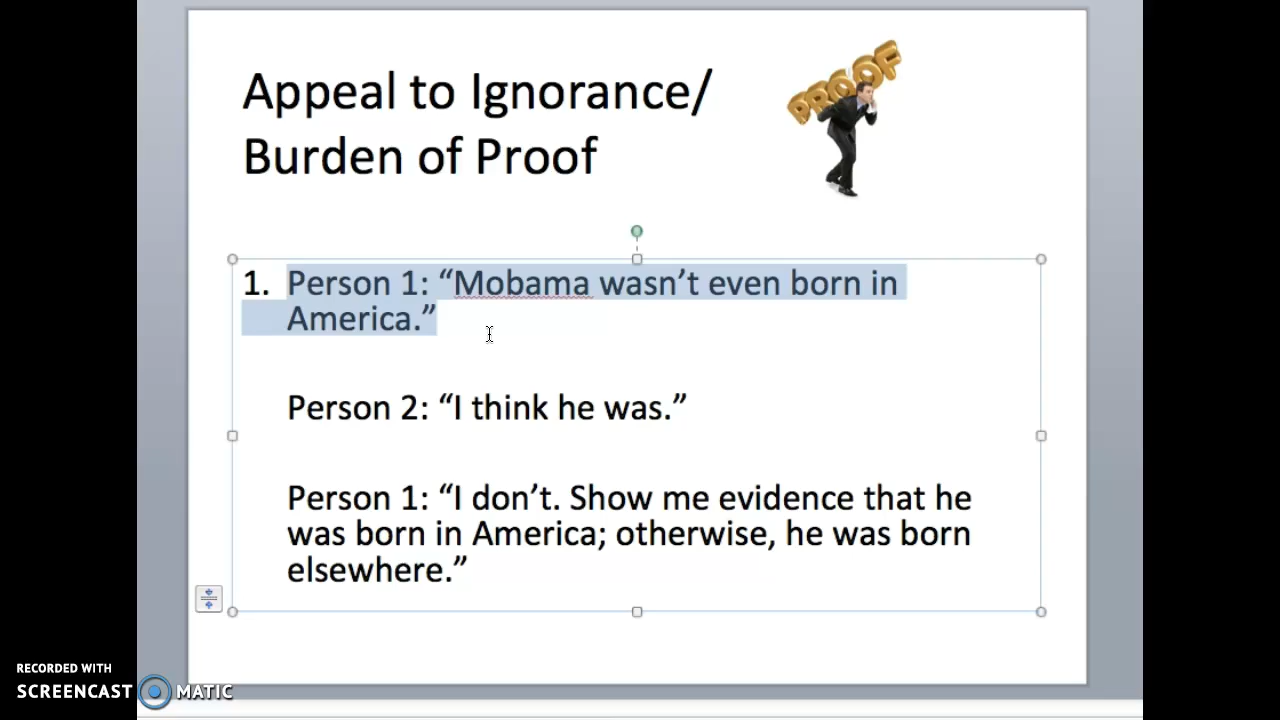 Appeal to Ignorance/
Burden of Proof
PROOF
1. Person 1: “Mobama wasn’t even born in
America.”
Person 2: “I think he was.”
Person 1: “I don’t. Show me evidence that he
was born in America; otherwise, he was born
elsewhere.”
RECORDED WITH
SCREENCAST MATIC